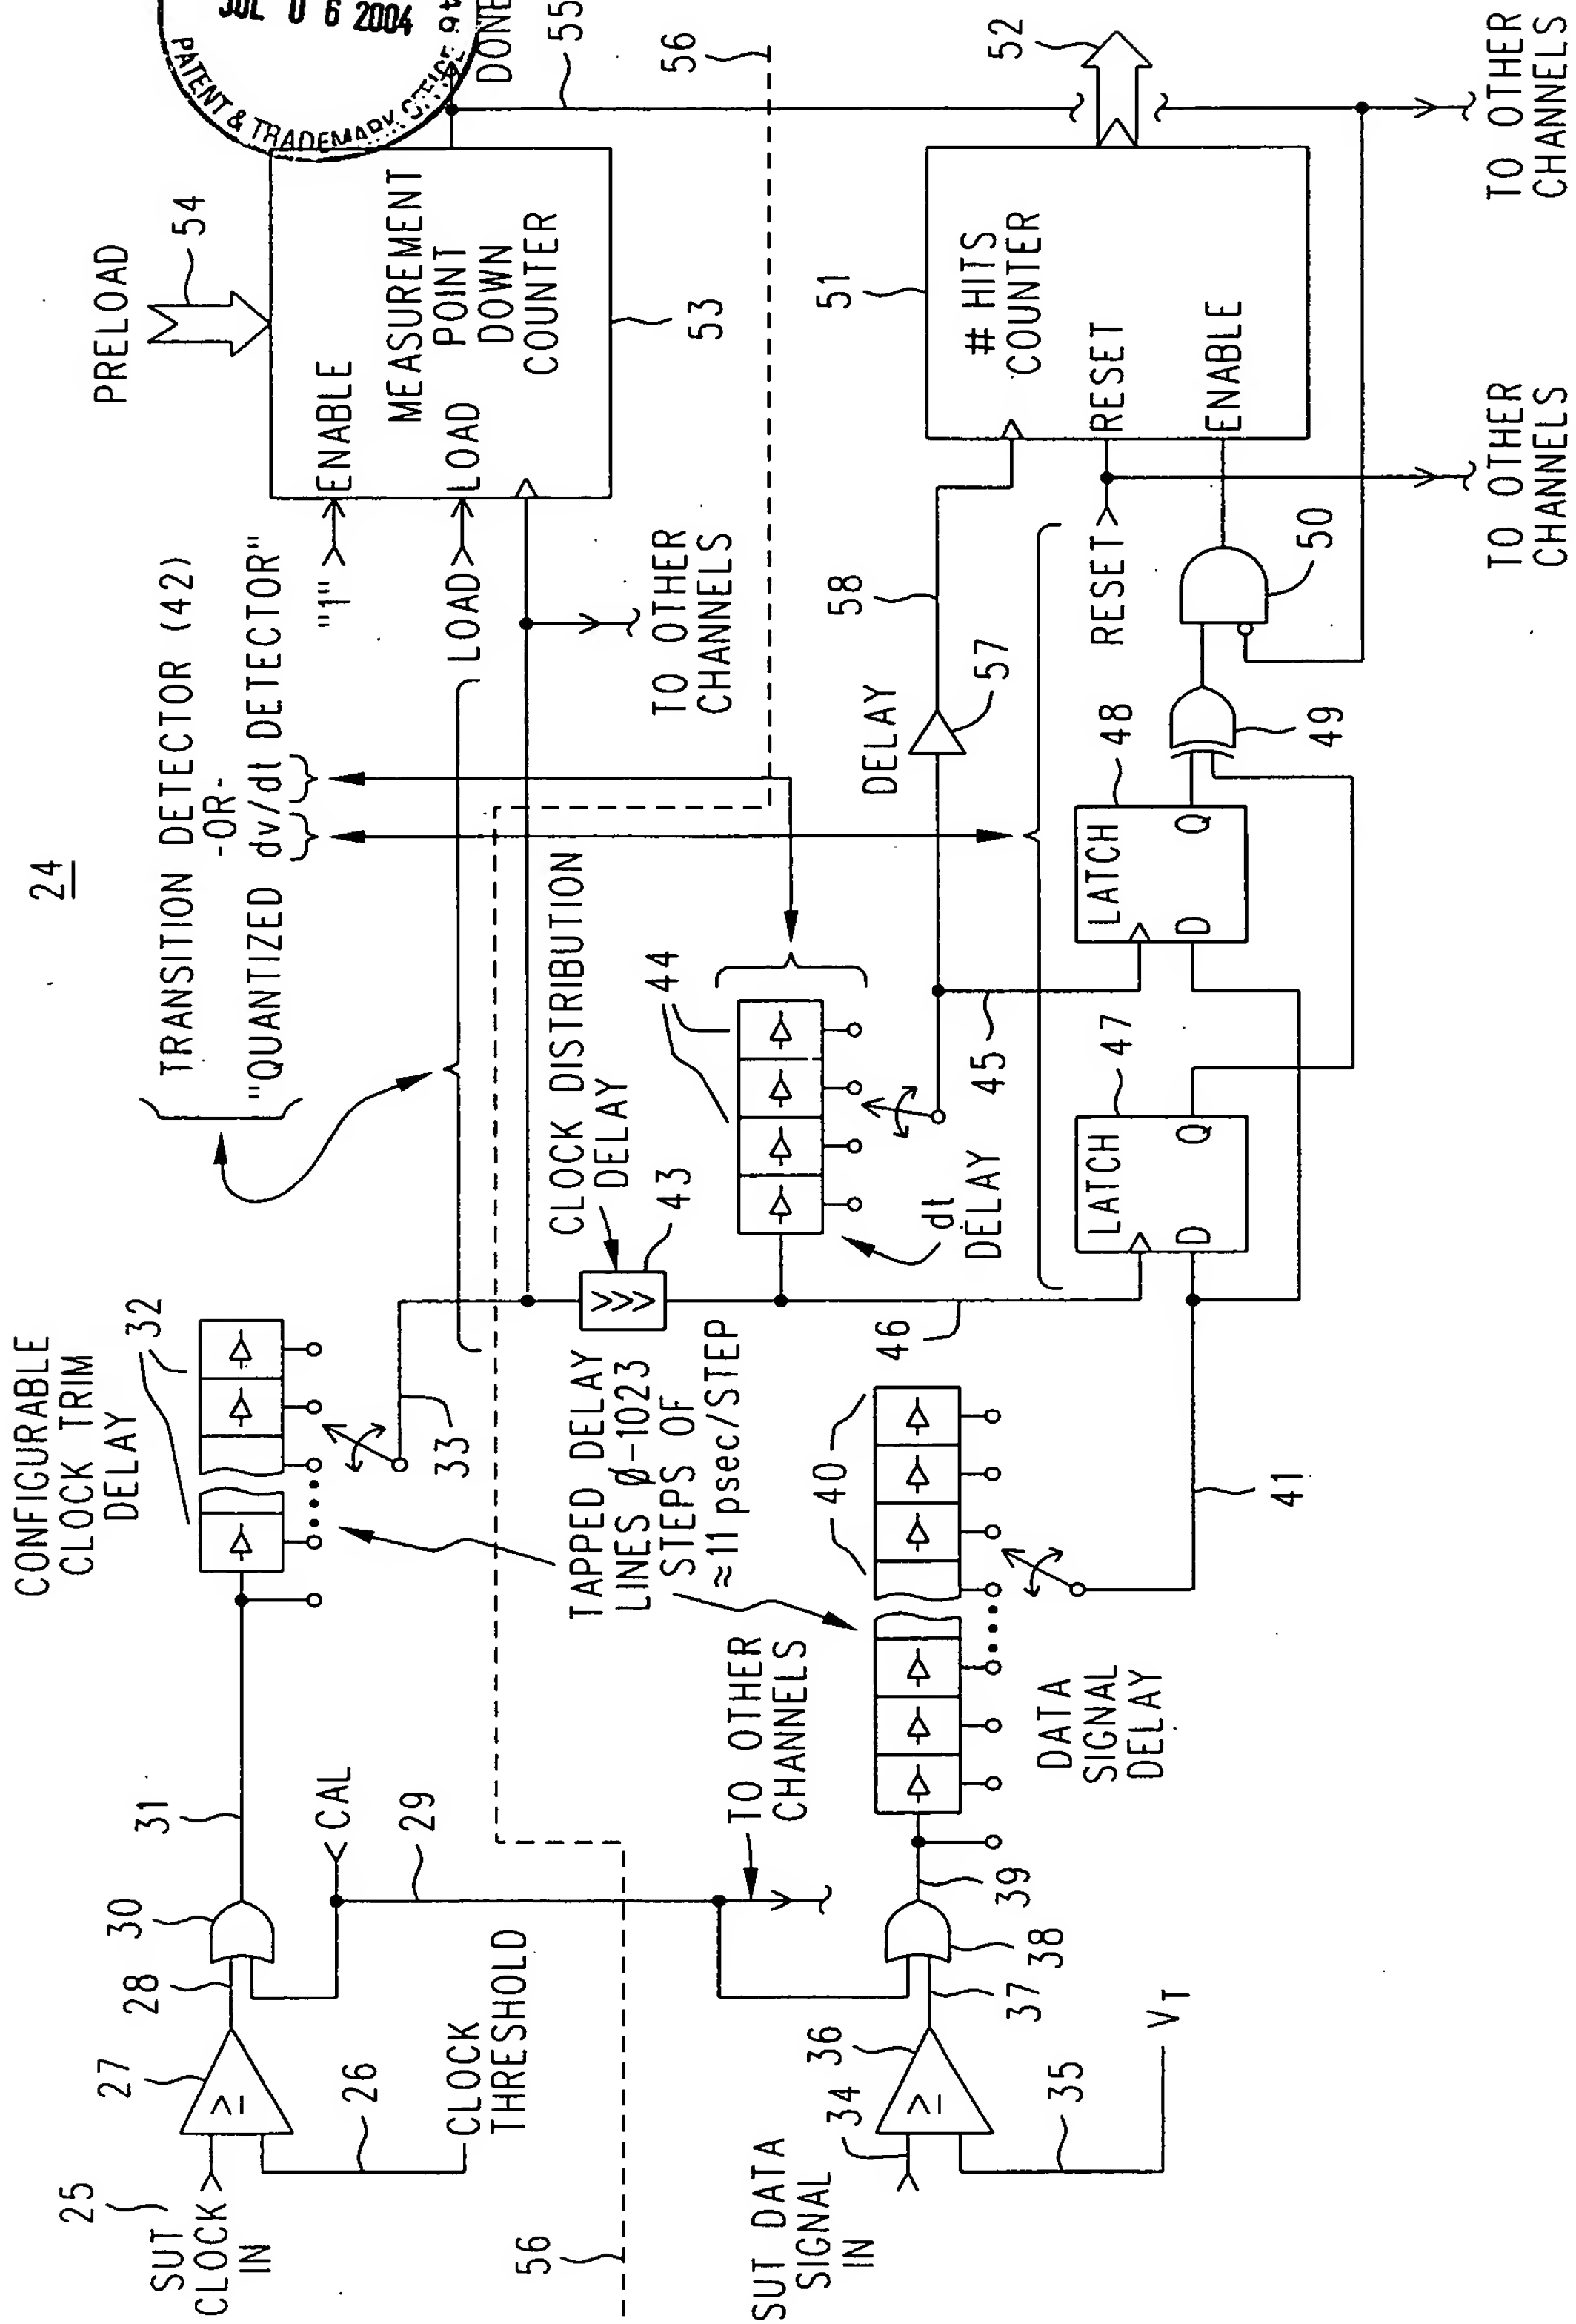 24
JUL 0 6 2004
PATENT & TRADEMARK OFFICE
SUT
CLOCK
IN
25
26
CLOCK
THRESHOLD
27
28
30
31
CAL
29
CONFIGURABLE
CLOCK TRIM
DELAY
32
33
TAPPED DELAY
LINES Ø-1023
STEPS OF
≈11 psec/STEP
TRANSITION DETECTOR (42)
-OR-
"QUANTIZED dv/dt DETECTOR"
PRELOAD
54
"1"
ENABLE
LOAD
LOAD
MEASUREMENT
POINT
DOWN
COUNTER
53
DONE
55
TO OTHER
CHANNELS
56
56
CLOCK DISTRIBUTION
DELAY
43
44
dt
DELAY
45
46
DELAY
57
58
SUT DATA
SIGNAL
IN
34
35
VT
36
37
38
39
TO OTHER
CHANNELS
40
DATA
SIGNAL
DELAY
41
LATCH
D
Q
47
LATCH
D
Q
48
49
50
RESET
RESET
ENABLE
# HITS
COUNTER
51
52
TO OTHER
CHANNELS
TO OTHER
CHANNELS